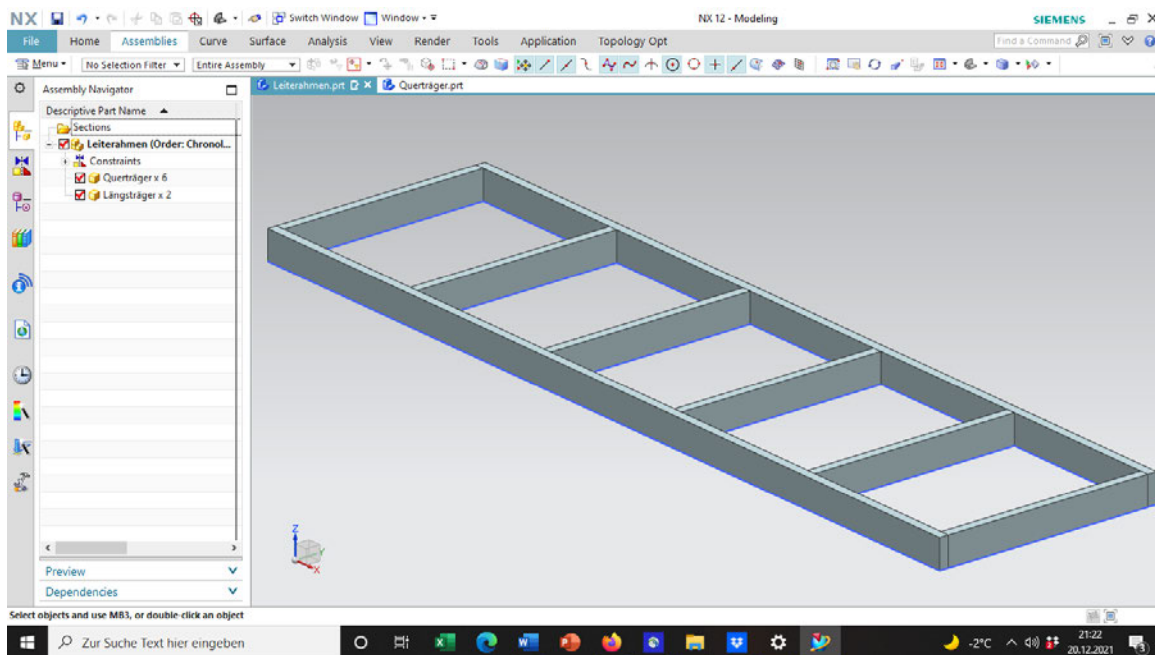 NX Switch Window Window NX 12 - Modeling SIEMENS
File Home Assemblies Curve Surface Analysis View Render Tools Application Topology Opt Find a Command
Menu No Selection Filter Entire Assembly
Assembly Navigator Leiterahmen.prt Querträger.prt
Descriptive Part Name
Sections
Leiterahmen (Order: Chronol...
Constraints
Querträger x 6
Längsträger x 2
Z
Y
X
Preview
Dependencies
Select objects and use MB3, or double-click an object
Zur Suche Text hier eingeben -2°C 21:22
20.12.2021
3